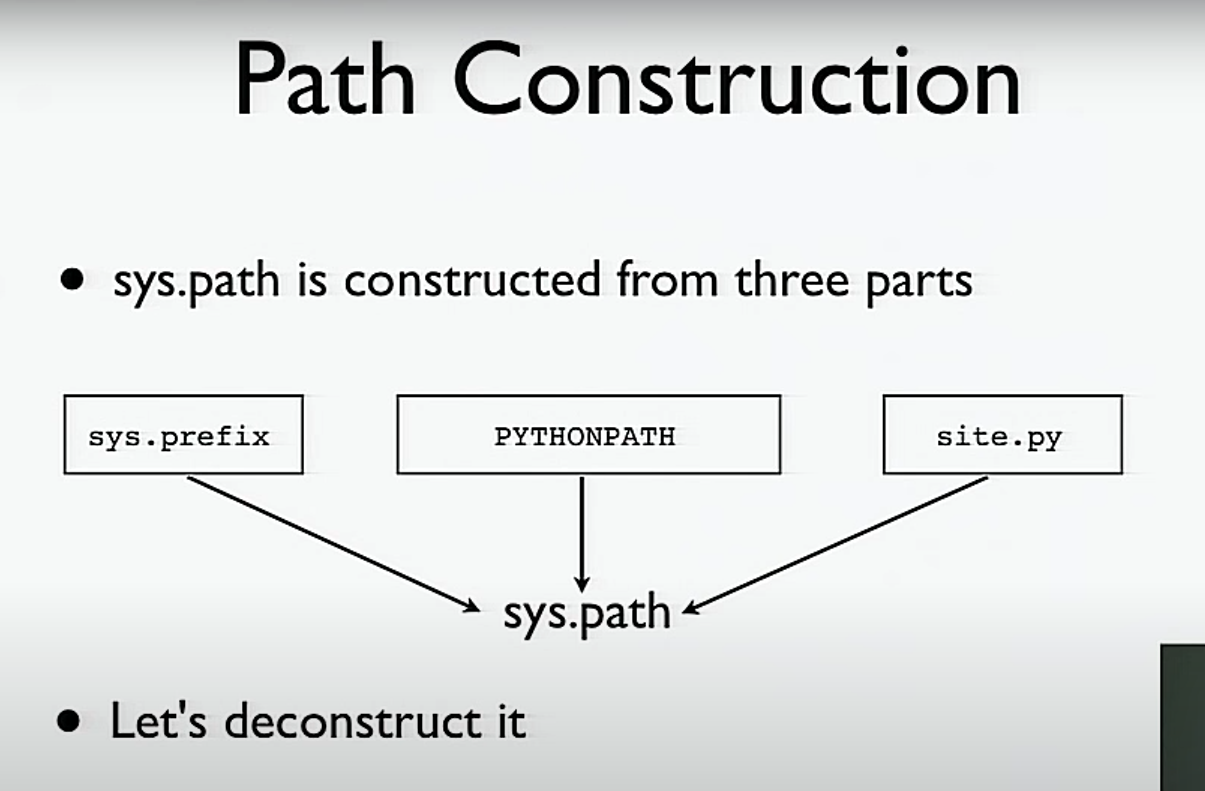 Path Construction
• sys.path is constructed from three parts
sys.prefix PYTHONPATH site.py
sys.path
• Let's deconstruct it